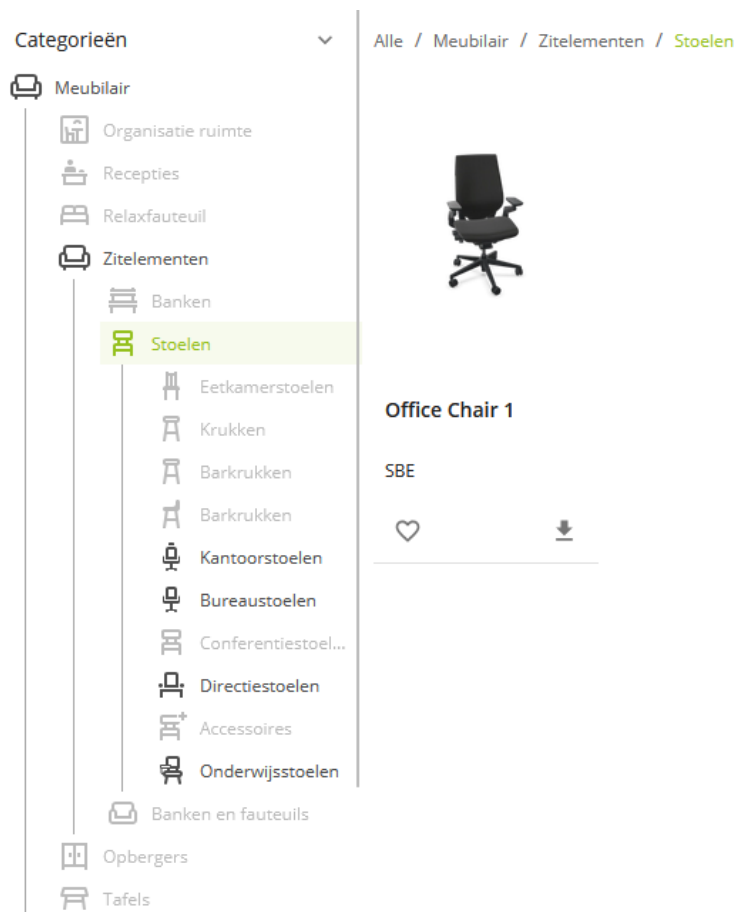 Categorieën
Meubilair
Organisatie ruimte
Recepties
Relaxfauteuil
Zitelementen
Banken
Stoelen
Eetkamerstoelen
Krukken
Barkrukken
Barkrukken
Kantoorstoelen
Bureaustoelen
Conferentiestoel...
Directiestoelen
Accessoires
Onderwijsstoelen
Banken en fauteuils
Opbergers
Tafels
Alle / Meubilair / Zitelementen / Stoelen
Office Chair 1
SBE